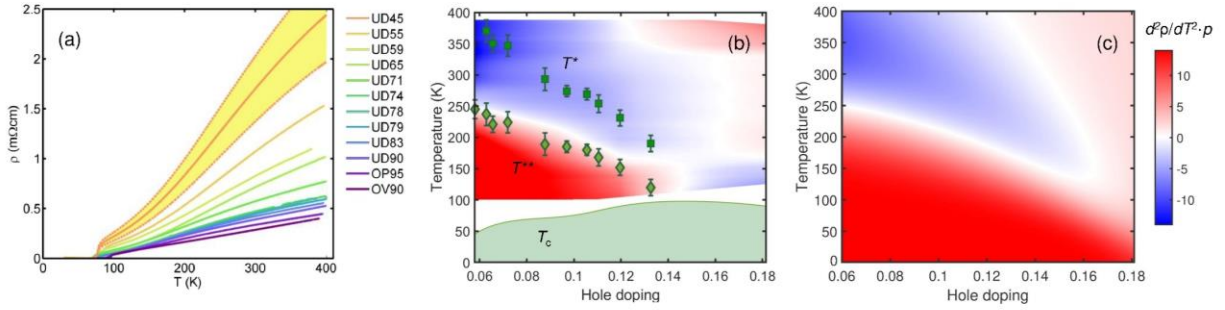 (a)
2.5
2
1.5
1
0.5
0
ρ (mΩcm)
0 100 200 300 400
T (K)
UD45
UD55
UD59
UD65
UD71
UD74
UD78
UD79
UD83
UD90
OP95
OV90
(b)
400
350
300
250
200
150
100
50
0
Temperature (K)
T*
T**
Tc
0.06 0.08 0.1 0.12 0.14 0.16 0.18
Hole doping
(c)
400
350
300
250
200
150
100
50
0
Temperature (K)
0.06 0.08 0.1 0.12 0.14 0.16 0.18
Hole doping
d²ρ/dT²·p
10
5
0
-5
-10